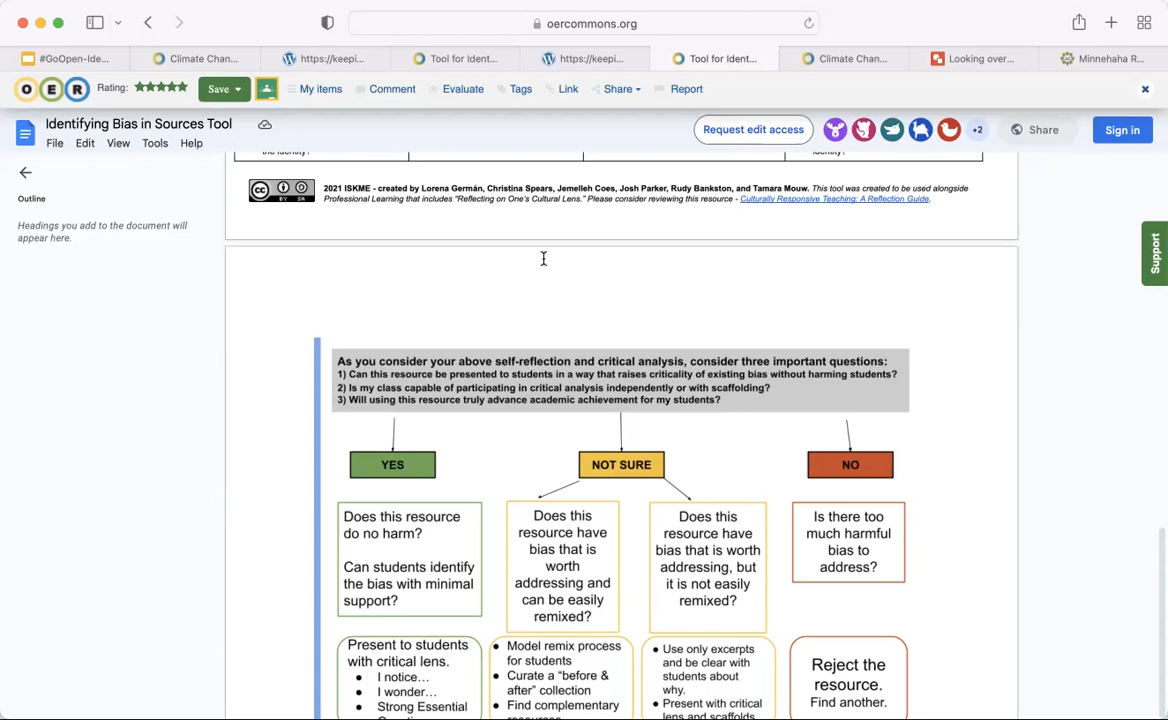 oercommons.org
#GoOpen-Ide...
Climate Chan...
https://keepi...
Tool for Ident...
https://keepi...
Tool for Ident...
Climate Chan...
Looking over...
Minnehaha R...
O E R
Rating:
Save
My items
Comment
Evaluate
Tags
Link
Share
Report
Identifying Bias in Sources Tool
File Edit View Tools Help
Request edit access
+2
Share
Sign in
Outline
Headings you add to the document will
appear here.
the identity?
identity?
2021 ISKME - created by Lorena Germán, Christina Spears, Jemelleh Coes, Josh Parker, Rudy Bankston, and Tamara Mouw. This tool was created to be used alongside
Professional Learning that includes "Reflecting on One's Cultural Lens." Please consider reviewing this resource - Culturally Responsive Teaching: A Reflection Guide.
cc
BY SA
Support
As you consider your above self-reflection and critical analysis, consider three important questions:
1) Can this resource be presented to students in a way that raises criticality of existing bias without harming students?
2) Is my class capable of participating in critical analysis independently or with scaffolding?
3) Will using this resource truly advance academic achievement for my students?
YES
NOT SURE
NO
Does this resource
do no harm?
Can students identify
the bias with minimal
support?
Does this
resource have
bias that is
worth
addressing and
can be easily
remixed?
Does this
resource have
bias that is worth
addressing, but
it is not easily
remixed?
Is there too
much harmful
bias to
address?
Present to students
with critical lens.
● I notice...
● I wonder...
● Strong Essential
● Model remix process
for students
● Curate a "before &
after" collection
● Find complementary
resources
● Use only excerpts
and be clear with
students about
why.
● Present with critical
lens and scaffolds
Reject the
resource.
Find another.